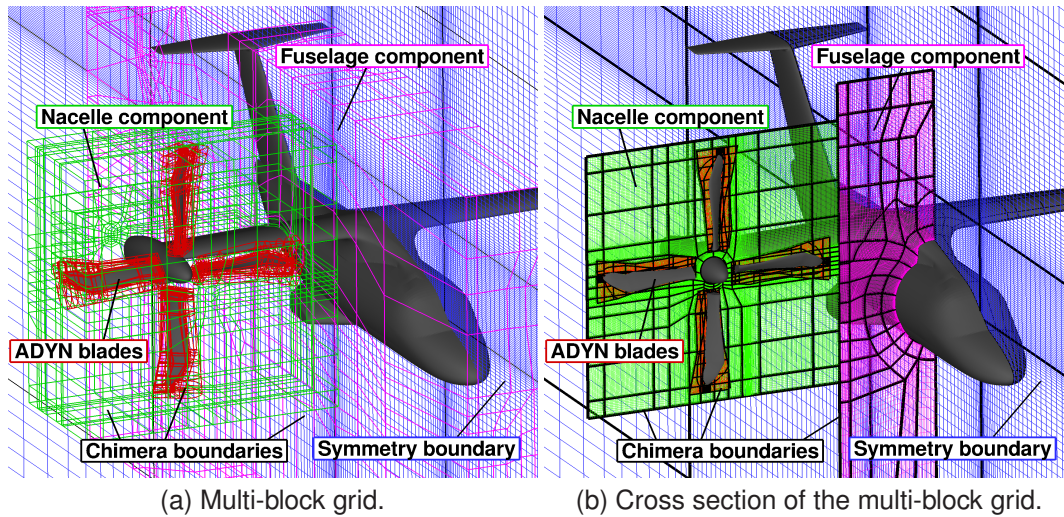 Fuselage component
Nacelle component
ADYN blades
Chimera boundaries
Symmetry boundary
(a) Multi-block grid.
Fuselage component
Nacelle component
ADYN blades
Chimera boundaries
Symmetry boundary
(b) Cross section of the multi-block grid.